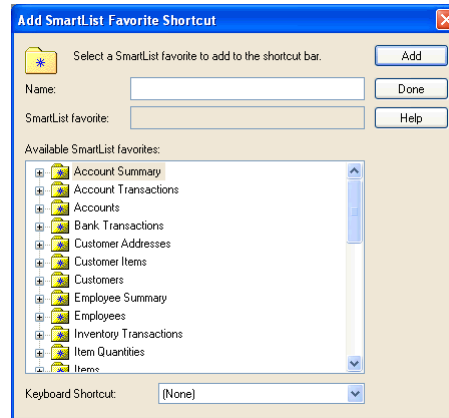 Add SmartList Favorite Shortcut
Select a SmartList favorite to add to the shortcut bar.
Add
Name:
Done
SmartList favorite:
Help
Available SmartList favorites:
Account Summary
Account Transactions
Accounts
Bank Transactions
Customer Addresses
Customer Items
Customers
Employee Summary
Employees
Inventory Transactions
Item Quantities
Items
Keyboard Shortcut:
(None)